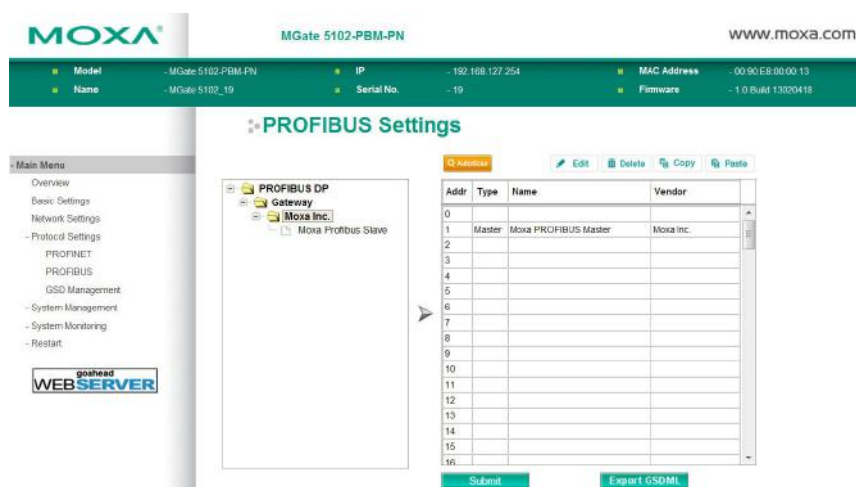 MOXA
MGate 5102-PBM-PN
www.moxa.com
Model - MGate 5102-PBM-PN IP - 192.168.127.254 MAC Address - 00:90:E8:00:00:13
Name - MGate 5102_19 Serial No. - 19 Firmware - 1.0 Build 13020418
PROFIBUS Settings
- Main Menu
Overview
Basic Settings
Network Settings
- Protocol Settings
PROFINET
PROFIBUS
GSD Management
- System Management
- System Monitoring
- Restart
goahead
WEBSERVER
PROFIBUS DP
Gateway
Moxa Inc.
Moxa Profibus Slave
Edit Delete Copy Paste
Addr Type Name Vendor
0
1 Master Moxa PROFIBUS Master Moxa Inc.
2
3
4
5
6
7
8
9
10
11
12
13
14
15
16
Submit Export GSDML